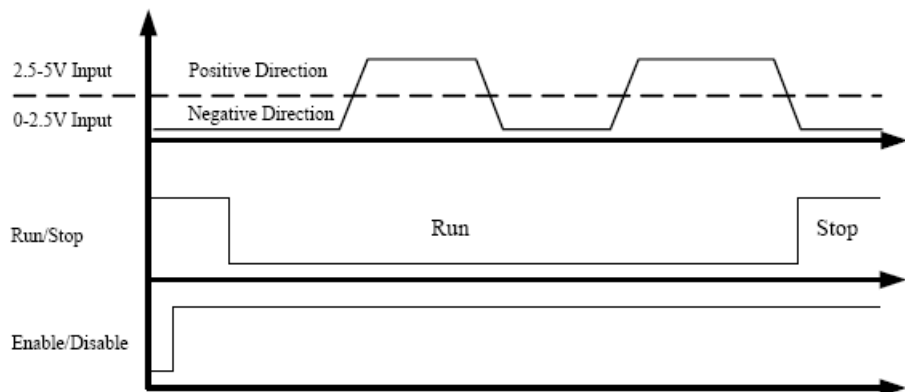 2.5-5V Input Positive Direction
0-2.5V Input Negative Direction
Run/Stop Run Stop
Enable/Disable